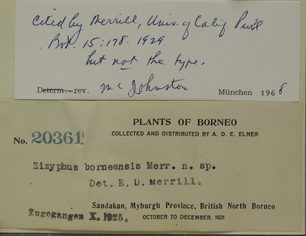 cited by Merrill, Univ. of Calif Publ
Bot. 15: 178. 1929.
but not the type.
Determ.—rev. M C Johnston München 1968
PLANTS OF BORNEO
COLLECTED AND DISTRIBUTED BY A. D. E. ELMER
No. 20361
Zizyphus borneensis Merr. n. sp.
Det. E. D. Merrill.
Sandakan, Myburgh Province, British North Borneo
Zugegangen X.1925. OCTOBER TO DECEMBER, 1921